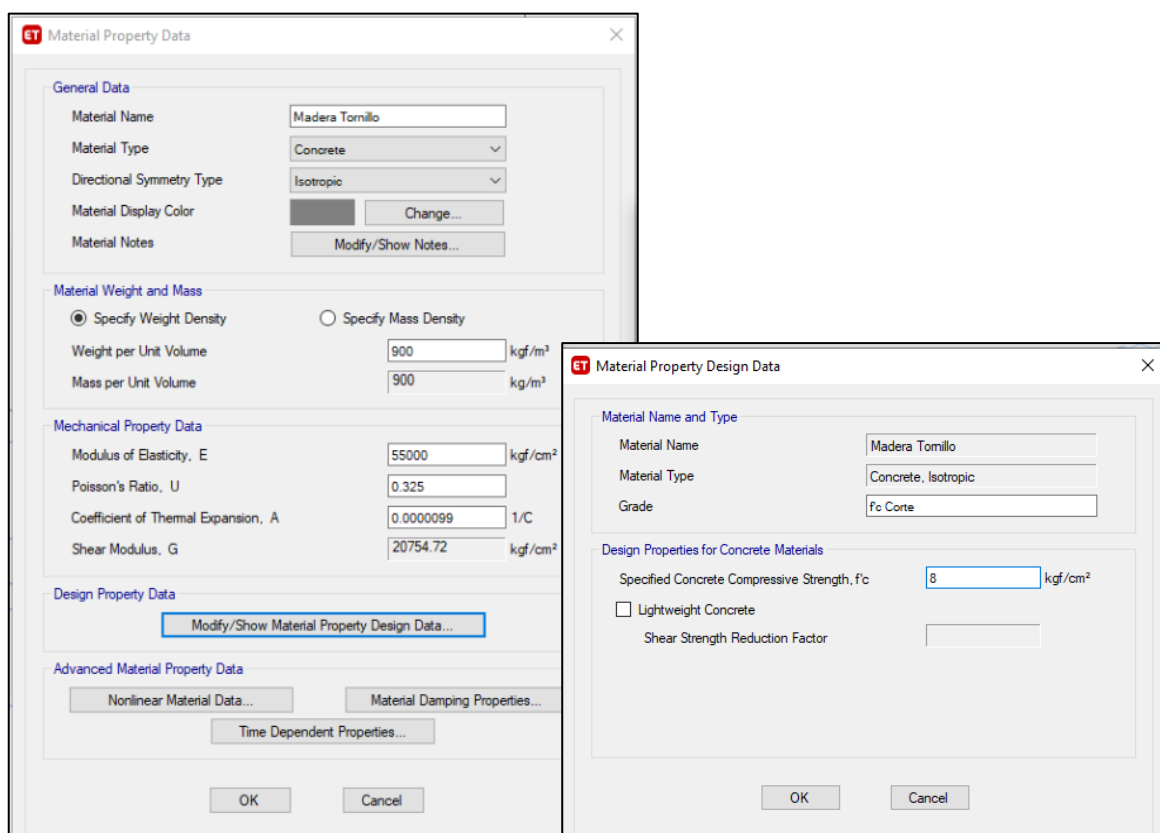 ET Material Property Data
General Data
Material Name Madera Tornillo
Material Type Concrete
Directional Symmetry Type Isotropic
Material Display Color Change...
Material Notes Modify/Show Notes...
Material Weight and Mass
Specify Weight Density Specify Mass Density
Weight per Unit Volume 900 kgf/m³
Mass per Unit Volume 900 kg/m³
Mechanical Property Data
Modulus of Elasticity, E 55000 kgf/cm²
Poisson's Ratio, U 0.325
Coefficient of Thermal Expansion, A 0.0000099 1/C
Shear Modulus, G 20754.72 kgf/cm²
Design Property Data
Modify/Show Material Property Design Data...
Advanced Material Property Data
Nonlinear Material Data... Material Damping Properties...
Time Dependent Properties...
OK Cancel
ET Material Property Design Data
Material Name and Type
Material Name Madera Tornillo
Material Type Concrete, Isotropic
Grade f'c Corte
Design Properties for Concrete Materials
Specified Concrete Compressive Strength, f'c 8 kgf/cm²
Lightweight Concrete
Shear Strength Reduction Factor
OK Cancel